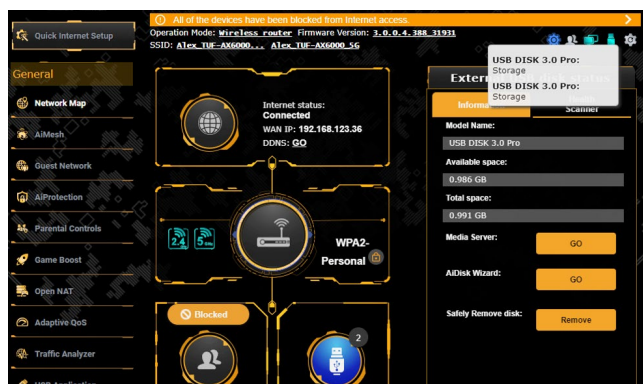 All of the devices have been blocked from Internet access.
Quick Internet Setup
Operation Mode: Wireless router Firmware Version: 3.0.0.4.388_31931
SSID: Alex_TUF-AX6000... Alex_TUF-AX6000_5G
General
Network Map
AiMesh
Guest Network
AiProtection
Parental Controls
Game Boost
Open NAT
Adaptive QoS
Traffic Analyzer
USB Application
Internet status:
Connected
WAN IP: 192.168.123.36
DDNS: GO
2.4
5
WPA2-
Personal
Blocked
2
USB DISK 3.0 Pro:
Storage
USB DISK 3.0 Pro:
Storage
Scanner
Model Name:
USB DISK 3.0 Pro
Available space:
0.986 GB
Total space:
0.991 GB
Media Server:
GO
AiDisk Wizard:
GO
Safely Remove disk:
Remove